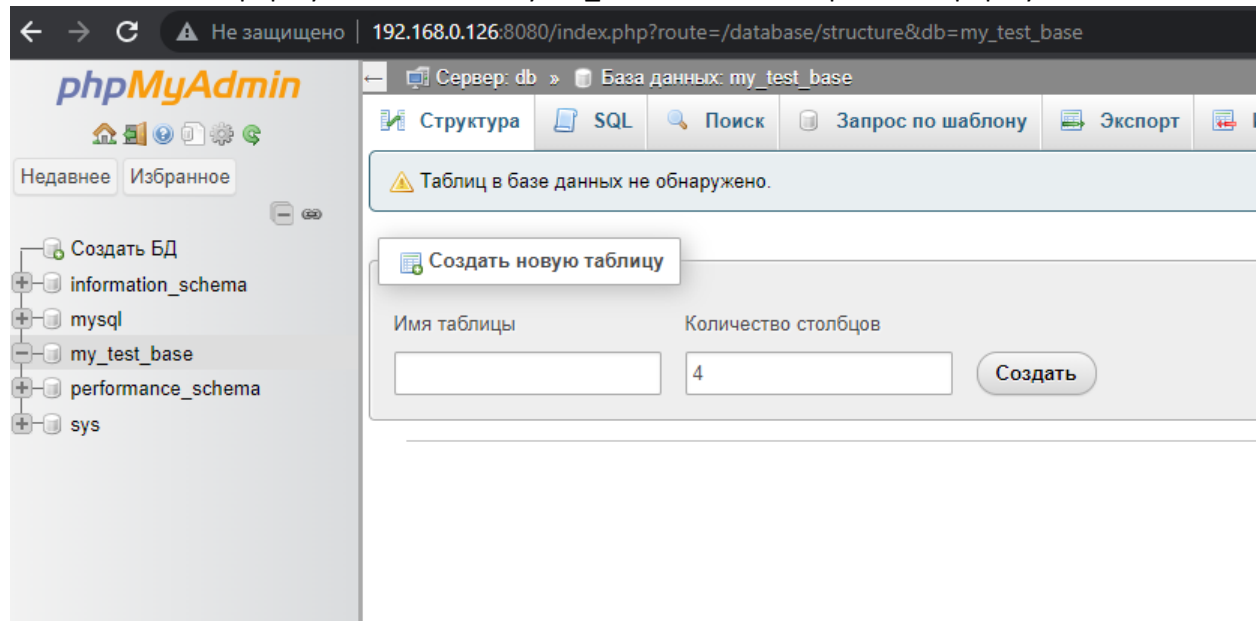 Не защищено | 192.168.0.126:8080/index.php?route=/database/structure&db=my_test_base
phpMyAdmin
← Сервер: db » База данных: my_test_base
Структура SQL Поиск Запрос по шаблону Экспорт
Недавнее Избранное
Таблиц в базе данных не обнаружено.
Создать БД
information_schema
mysql
my_test_base
performance_schema
sys
Создать новую таблицу
Имя таблицы Количество столбцов
4 Создать